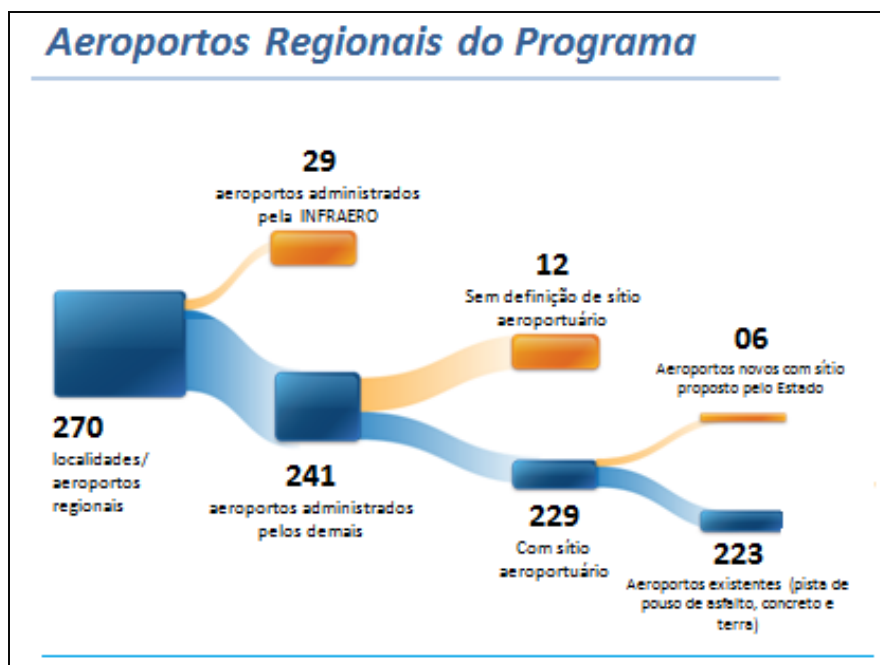 Aeroportos Regionais do Programa
29
aeroportos administrados
pela INFRAERO
12
Sem definição de sítio
aeroportuário
06
Aeroportos novos com sítio
proposto pelo Estado
270
localidades/
aeroportos
regionais
241
aeroportos administrados
pelos demais
229
Com sítio
aeroportuário
223
Aeroportos existentes (pista de
pouso de asfalto, concreto e
terra)